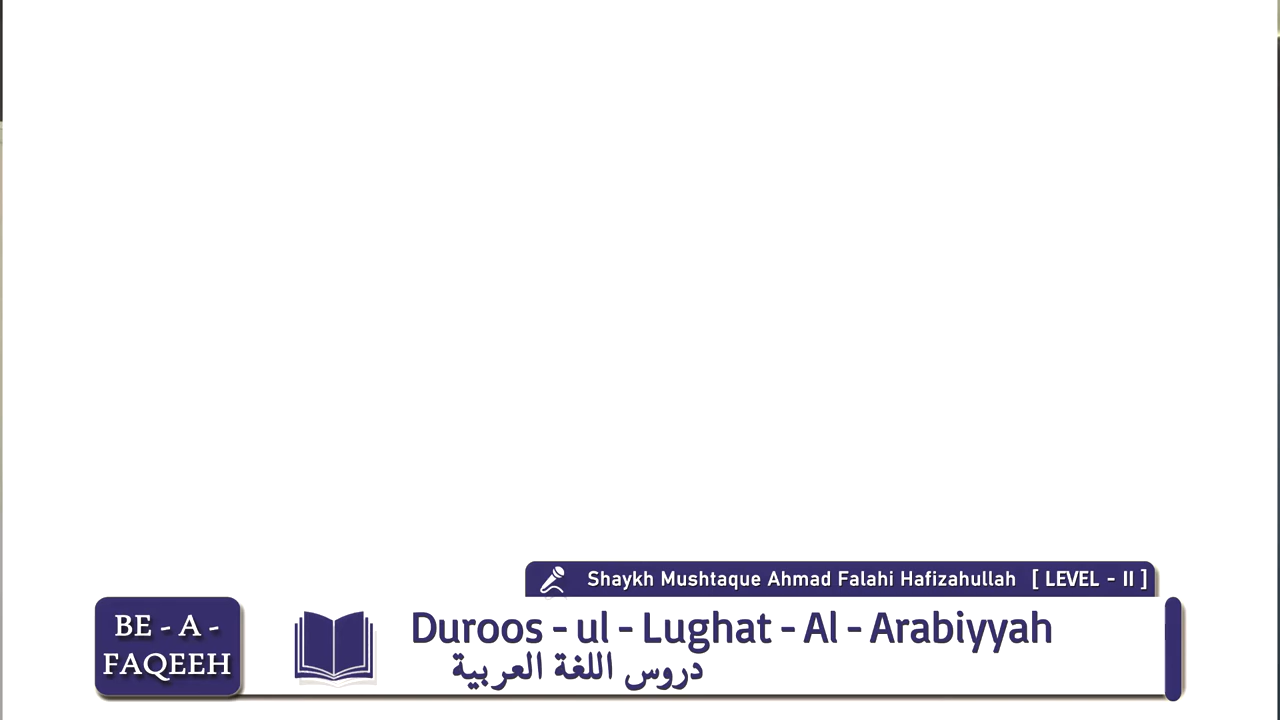 Shaykh Mushtaque Ahmad Falahi Hafizahullah [ LEVEL - II ]
BE - A -
FAQEEH
Duroos - ul - Lughat - Al - Arabiyyah
دروس اللغة العربية